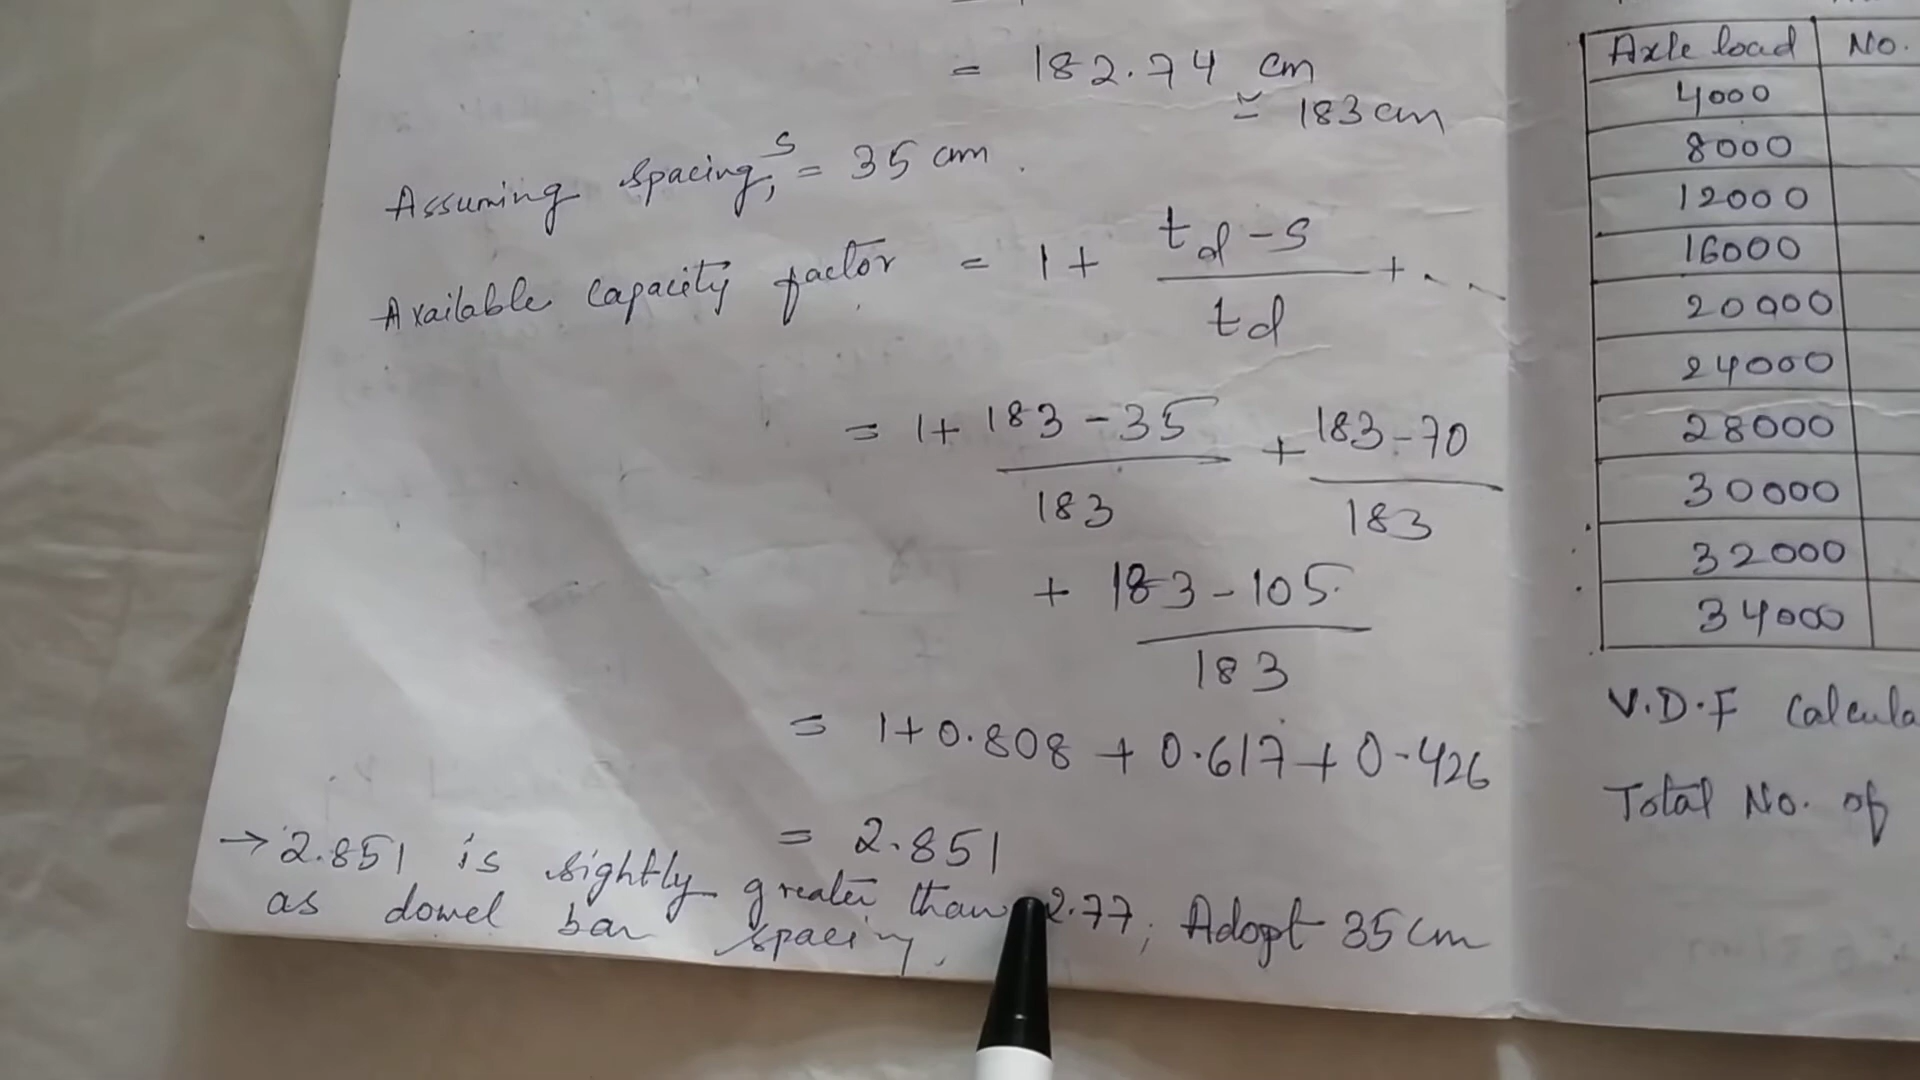 = 182.74 cm
≃ 183 cm
Assuming spacing, s = 35 cm.
Available capacity factor = 1 + (td - s)/td + ...
= 1 + (183 - 35)/183 + (183 - 70)/183
+ (183 - 105)/183
= 1 + 0.808 + 0.617 + 0.426
= 2.851
→ 2.851 is sightly greater than 2.77, Adopt 35 cm
as dowel bar spacing.
Axle load No.
4000
8000
12000
16000
20000
24000
28000
30000
32000
34000
V.D.F Calcula
Total No. of